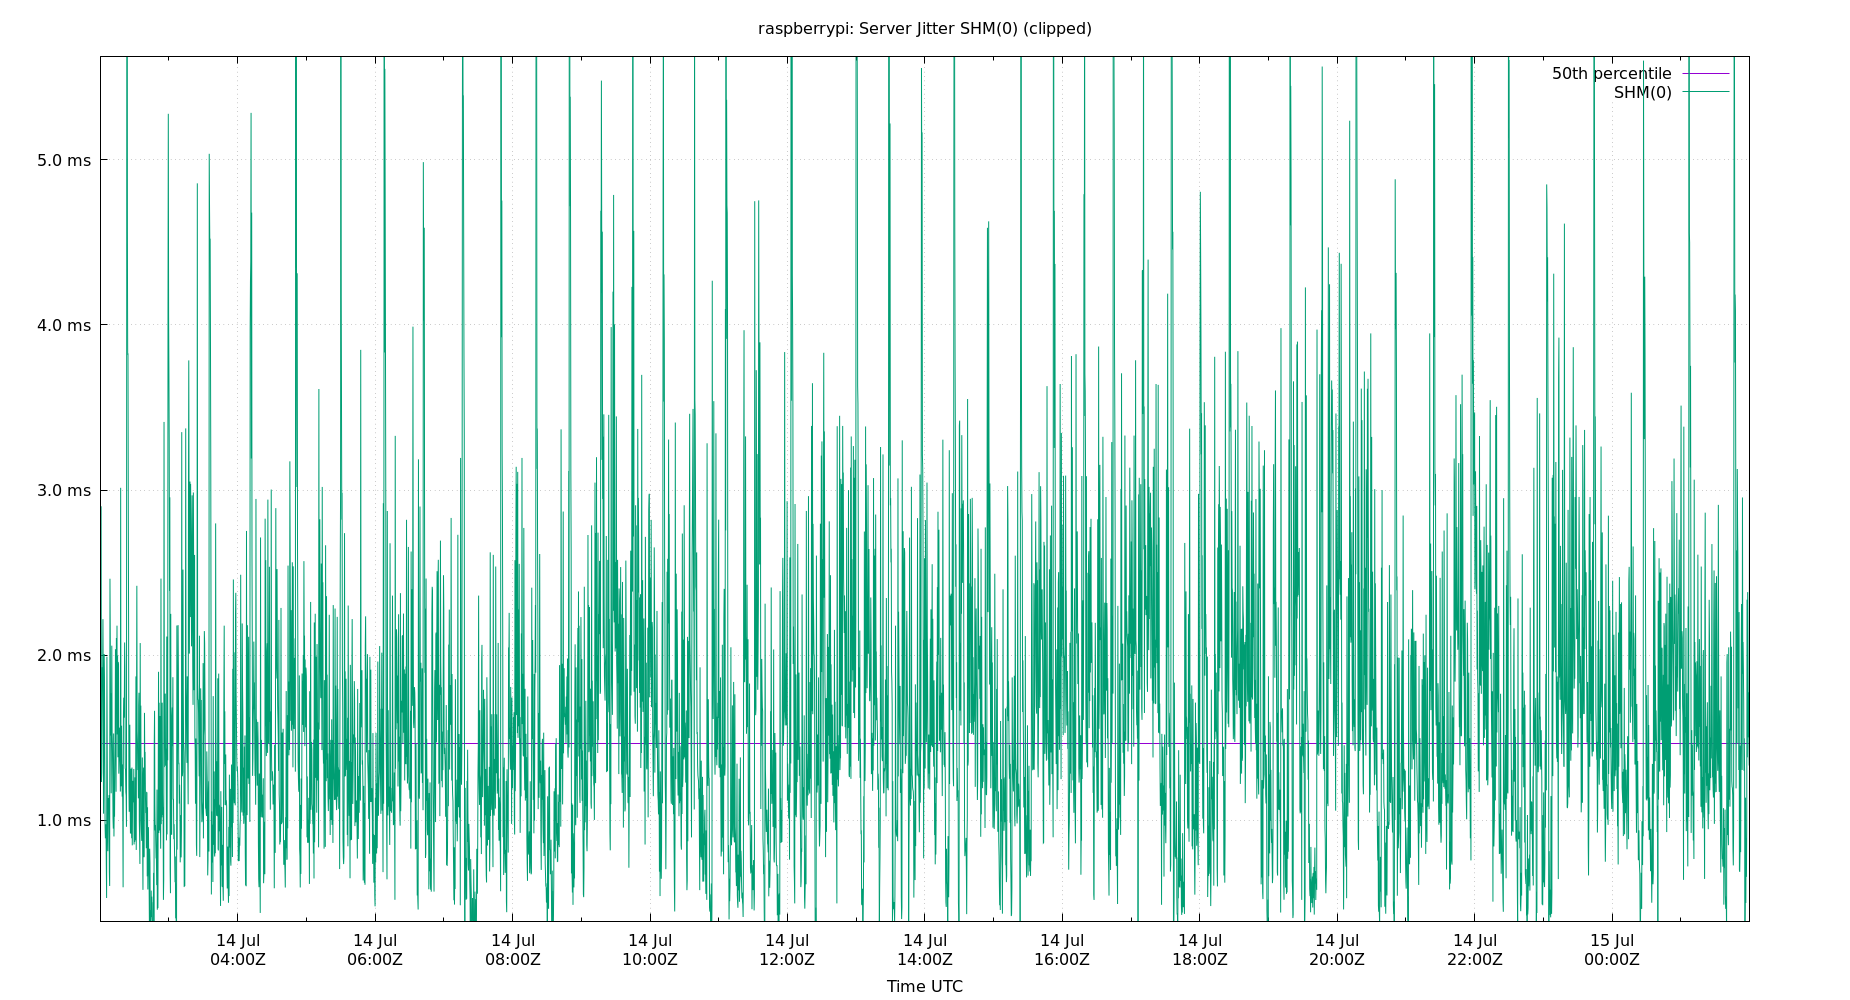 raspberrypi: Server Jitter SHM(0) (clipped)
50th percentile
SHM(0)
5.0 ms
4.0 ms
3.0 ms
2.0 ms
1.0 ms
14 Jul 14 Jul 14 Jul 14 Jul 14 Jul 14 Jul 14 Jul 14 Jul 14 Jul 14 Jul 15 Jul
04:00Z 06:00Z 08:00Z 10:00Z 12:00Z 14:00Z 16:00Z 18:00Z 20:00Z 22:00Z 00:00Z
Time UTC